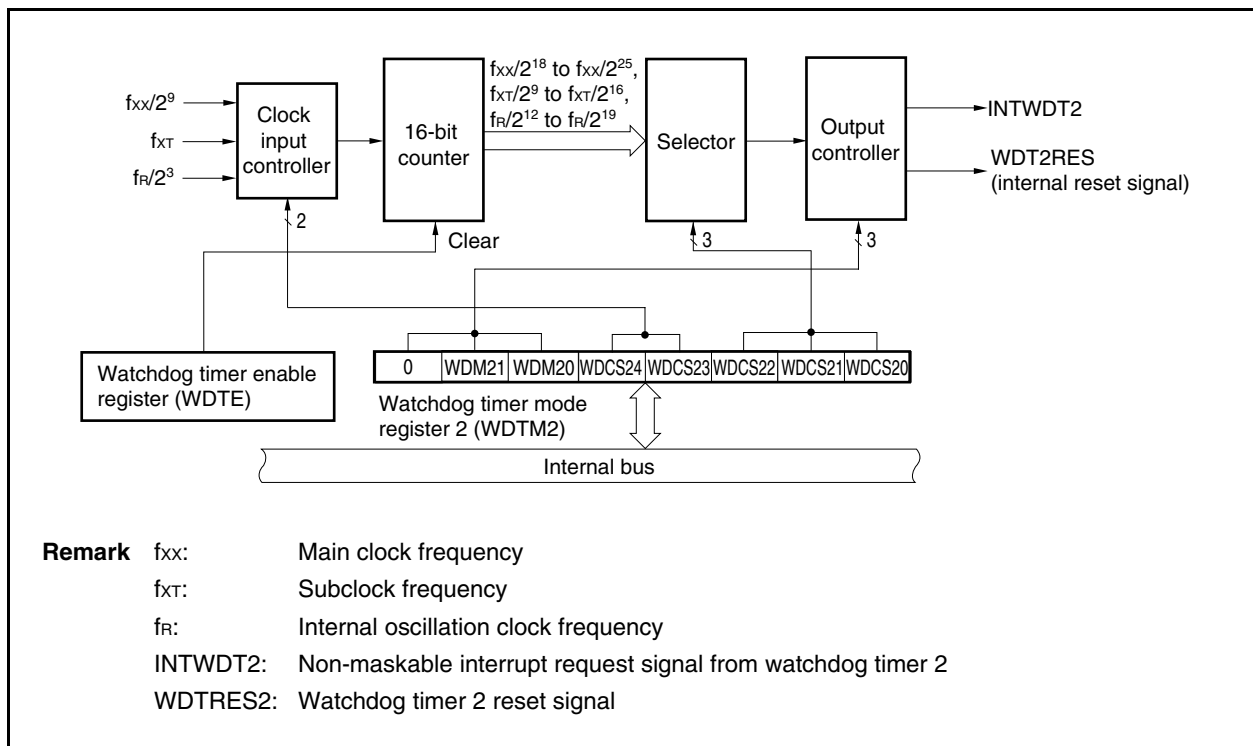 fXX/2^9
fXT
fR/2^3
Clock
input
controller
2
16-bit
counter
Clear
fXX/2^18 to fXX/2^25,
fXT/2^9 to fXT/2^16,
fR/2^12 to fR/2^19
Selector
3
Output
controller
3
INTWDT2
WDT2RES
(internal reset signal)
Watchdog timer enable
register (WDTE)
0 WDM21 WDM20 WDCS24 WDCS23 WDCS22 WDCS21 WDCS20
Watchdog timer mode
register 2 (WDTM2)
Internal bus
Remark fXX: Main clock frequency
fXT: Subclock frequency
fR: Internal oscillation clock frequency
INTWDT2: Non-maskable interrupt request signal from watchdog timer 2
WDTRES2: Watchdog timer 2 reset signal